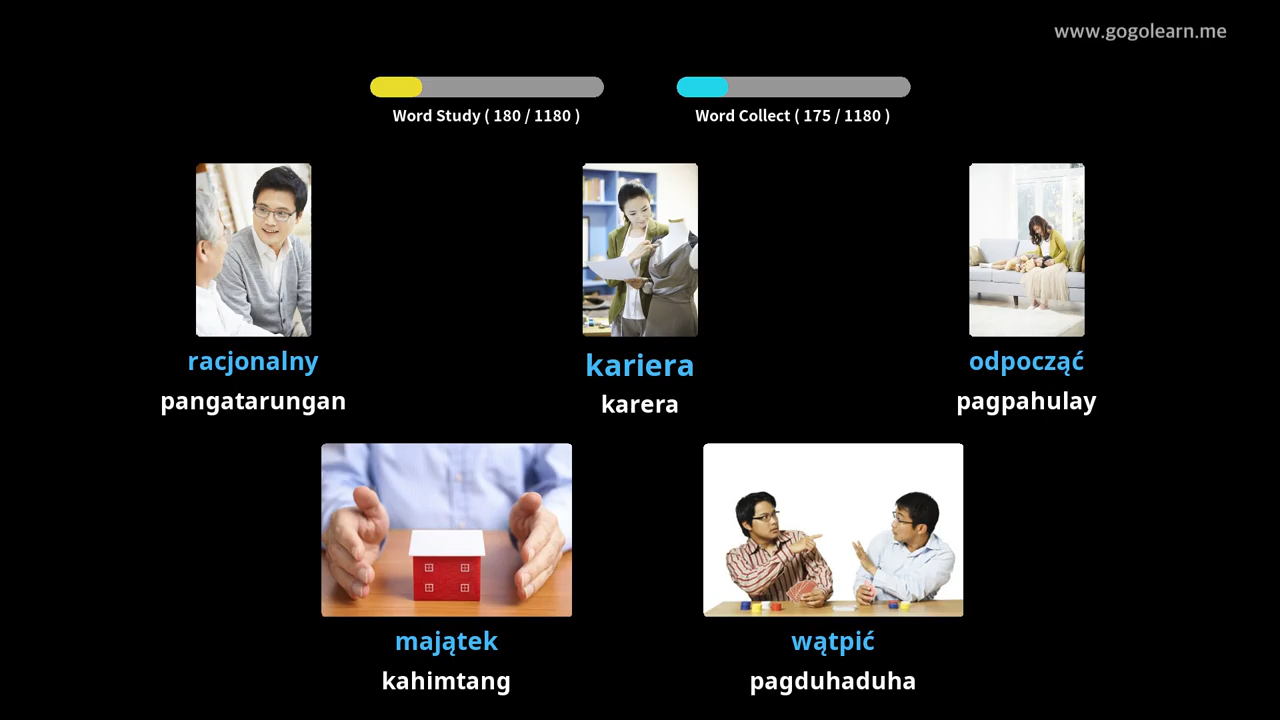 www.gogolearn.me
Word Study ( 180 / 1180 )
Word Collect ( 175 / 1180 )
racjonalny
pangatarungan
kariera
karera
odpocząć
pagpahulay
majątek
kahimtang
wątpić
pagduhaduha